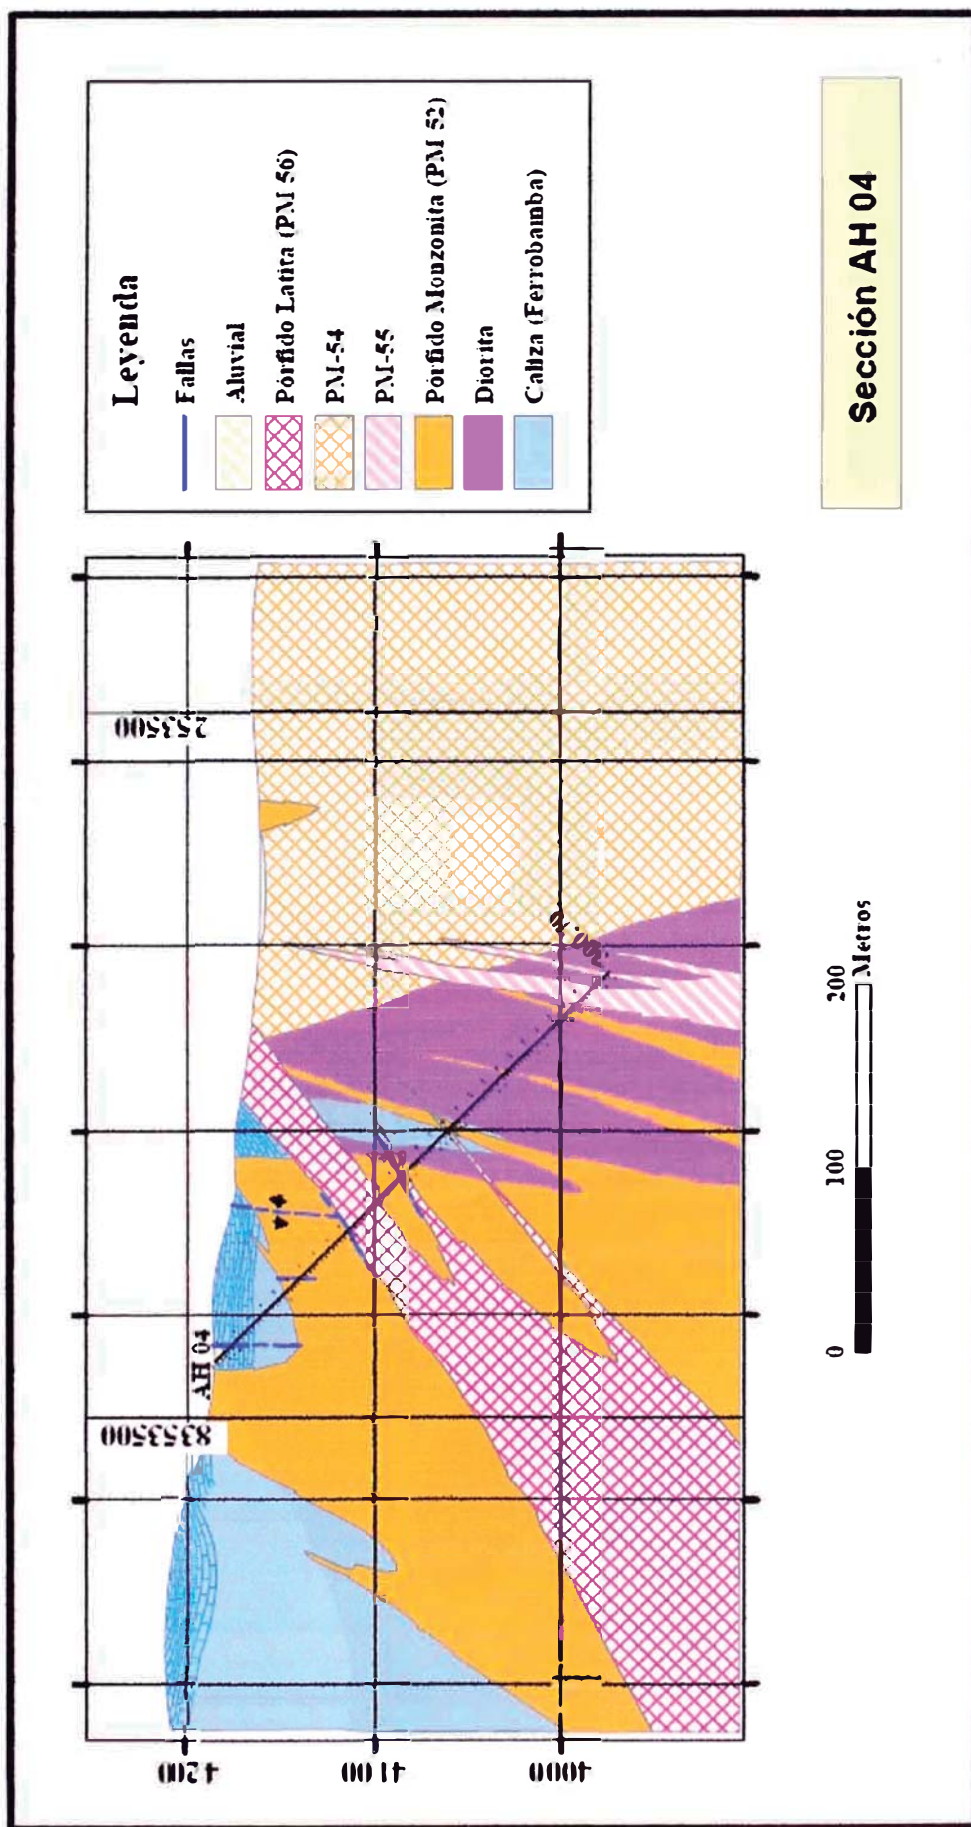 Leyenda
Fallas
Aluvial
Pórfido Latita (PM 56)
PM-54
PM-55
Pórfido Monzonita (PM 52)
Diorita
Caliza (Ferrobamba)
Sección AH 04
253500
8353500
AH 04
44
4200
4100
4000
0 100 200
Metros